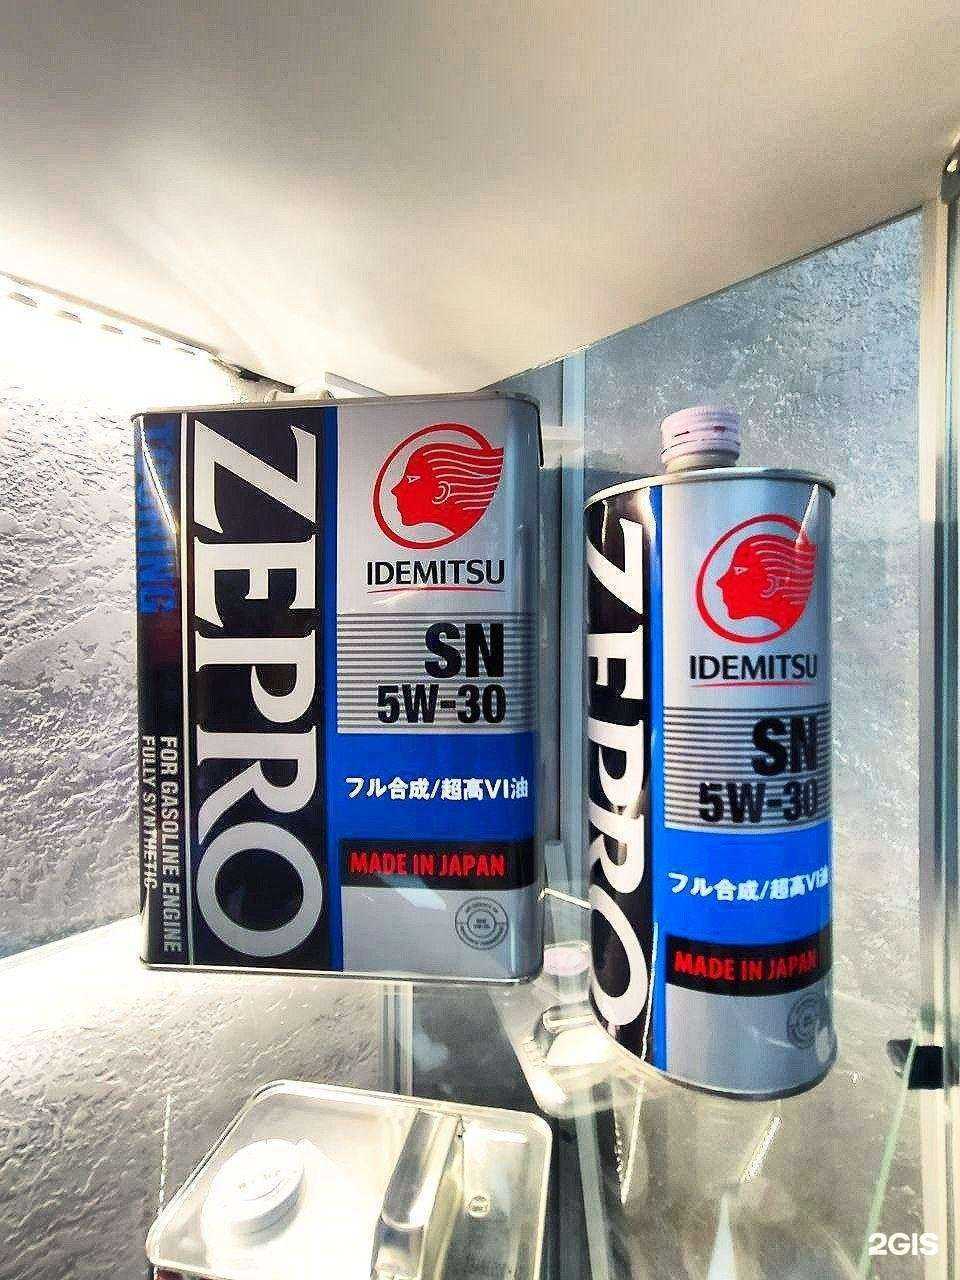 TOURING
ZEPRO
FOR GASOLINE ENGINE
FULLY SYNTHETIC
IDEMITSU
SN
5W-30
フル合成/超高VI油
MADE IN JAPAN
ZEPRO
IDEMITSU
SN
5W-30
フル合成/超高VI油
MADE IN JAPAN
2GIS